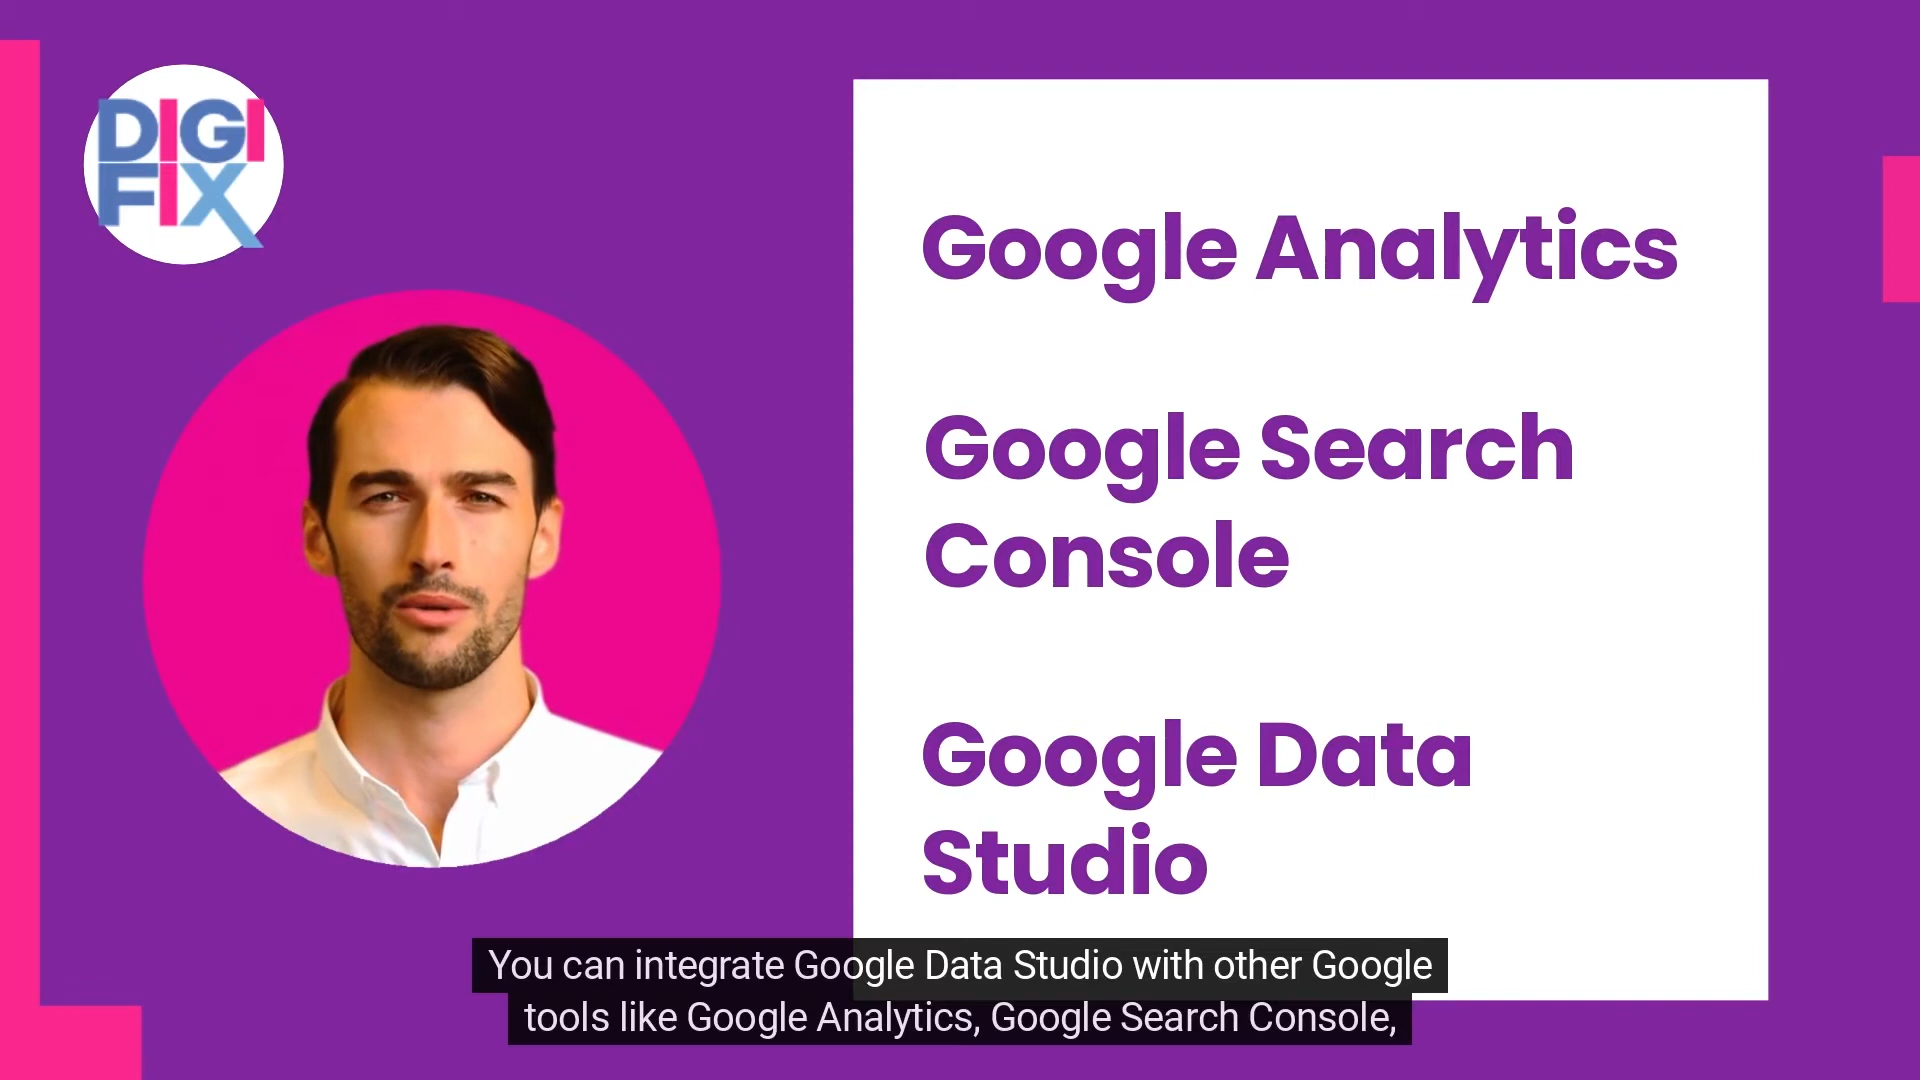 DIGI
FIX
Google Analytics
Google Search
Console
Google Data
Studio
You can integrate Google Data Studio with other Google
tools like Google Analytics, Google Search Console,